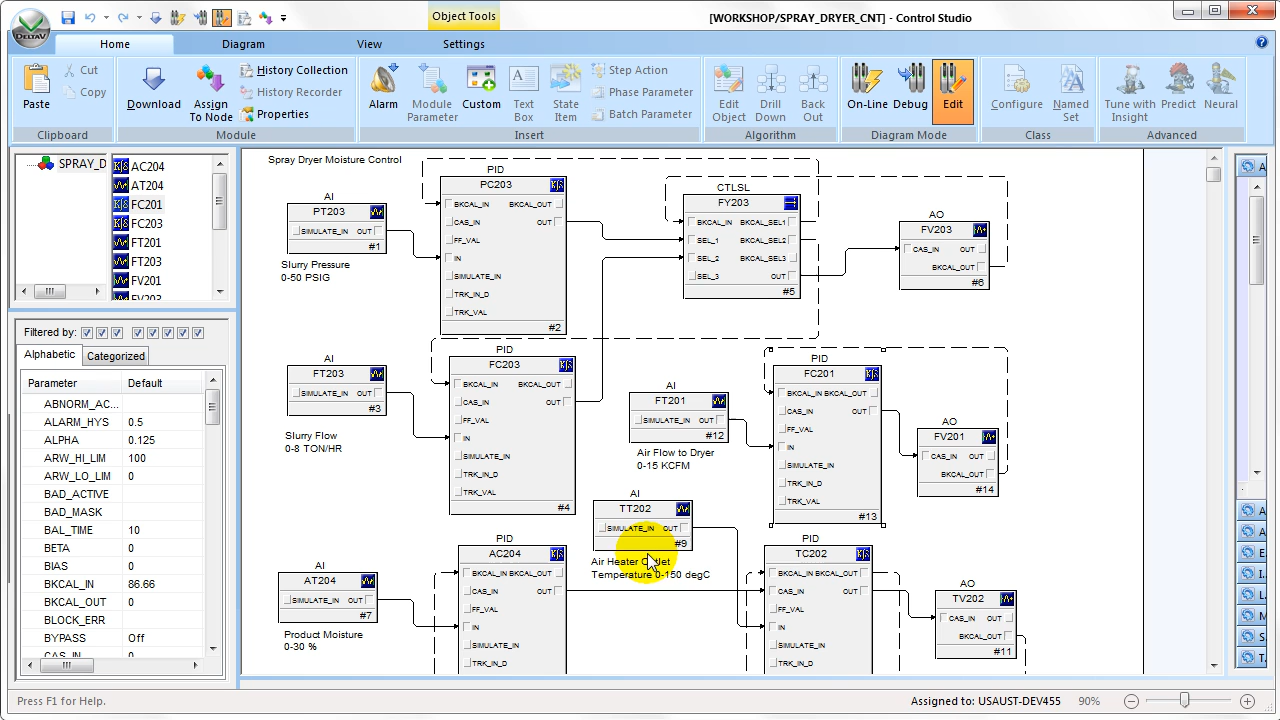 Object Tools
[WORKSHOP/SPRAY_DRYER_CNT] - Control Studio
DELTAV
Home
Diagram
View
Settings
Paste
Cut
Copy
Clipboard
Download
Assign To Node
History Collection
History Recorder
Properties
Module
Alarm
Module Parameter
Custom
Text Box
State Item
Step Action
Phase Parameter
Batch Parameter
Insert
Edit Object
Drill Down
Back Out
Algorithm
On-Line
Debug
Edit
Diagram Mode
Configure
Named Set
Class
Tune with Insight
Predict
Neural
Advanced
SPRAY_D
AC204
AT204
FC201
FC203
FT201
FT203
FV201
FV203
Filtered by:
Alphabetic
Categorized
Parameter Default
ABNORM_AC...
ALARM_HYS 0.5
ALPHA 0.125
ARW_HI_LIM 100
ARW_LO_LIM 0
BAD_ACTIVE
BAD_MASK
BAL_TIME 10
BETA 0
BIAS 0
BKCAL_IN 86.66
BKCAL_OUT 0
BLOCK_ERR
BYPASS Off
CAS_IN 0
Spray Dryer Moisture Control
AI
PT203
SIMULATE_IN OUT
#1
Slurry Pressure
0-50 PSIG
PID
PC203
BKCAL_IN BKCAL_OUT
CAS_IN OUT
FF_VAL
IN
SIMULATE_IN
TRK_IN_D
TRK_VAL
#2
CTLSL
FY203
BKCAL_IN BKCAL_SEL1
SEL_1 BKCAL_SEL2
SEL_2 BKCAL_SEL3
SEL_3 OUT
#5
AO
FV203
CAS_IN OUT
BKCAL_OUT
#6
AI
FT203
SIMULATE_IN OUT
#3
Slurry Flow
0-8 TON/HR
PID
FC203
BKCAL_IN BKCAL_OUT
CAS_IN OUT
FF_VAL
IN
SIMULATE_IN
TRK_IN_D
TRK_VAL
#4
AI
FT201
SIMULATE_IN OUT
#12
Air Flow to Dryer
0-15 KCFM
PID
FC201
BKCAL_IN BKCAL_OUT
CAS_IN OUT
FF_VAL
IN
SIMULATE_IN
TRK_IN_D
TRK_VAL
#13
AO
FV201
CAS_IN OUT
BKCAL_OUT
#14
AI
TT202
SIMULATE_IN OUT
#9
Air Heater Outlet
Temperature 0-150 degC
AI
AT204
SIMULATE_IN OUT
#7
Product Moisture
0-30 %
PID
AC204
BKCAL_IN BKCAL_OUT
CAS_IN OUT
FF_VAL
IN
SIMULATE_IN
TRK_IN_D
PID
TC202
BKCAL_IN BKCAL_OUT
CAS_IN OUT
FF_VAL
IN
SIMULATE_IN
TRK_IN_D
AO
TV202
CAS_IN OUT
BKCAL_OUT
#11
A
A
A
E
I..
L
M
S
T.
Press F1 for Help.
Assigned to: USAUST-DEV455
90%